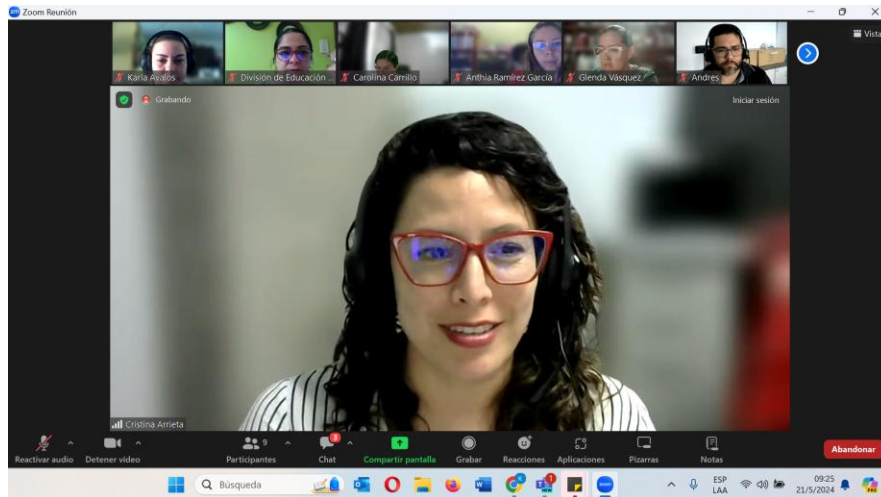 Zoom Reunión
Vista
Karla Avalos
División de Educación ...
Carolina Carrillo
Anthia Ramírez García
Glenda Vásquez
Andres
Grabando
Iniciar sesión
Cristina Arrieta
Reactivar audio
Detener video
9
Participantes
3
Chat
Compartir pantalla
Grabar
Reacciones
Aplicaciones
Pizarras
Notas
Abandonar
Búsqueda
ESP
LAA
09:25
21/5/2024